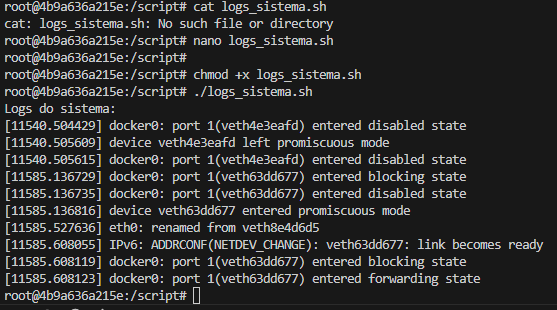 root@4b9a636a215e:/script# cat logs_sistema.sh
cat: logs_sistema.sh: No such file or directory
root@4b9a636a215e:/script# nano logs_sistema.sh
root@4b9a636a215e:/script#
root@4b9a636a215e:/script# chmod +x logs_sistema.sh
root@4b9a636a215e:/script# ./logs_sistema.sh
Logs do sistema:
[11540.504429] docker0: port 1(veth4e3eafd) entered disabled state
[11540.505609] device veth4e3eafd left promiscuous mode
[11540.505615] docker0: port 1(veth4e3eafd) entered disabled state
[11585.136729] docker0: port 1(veth63dd677) entered blocking state
[11585.136735] docker0: port 1(veth63dd677) entered disabled state
[11585.136816] device veth63dd677 entered promiscuous mode
[11585.527636] eth0: renamed from veth8e4d6d5
[11585.608055] IPv6: ADDRCONF(NETDEV_CHANGE): veth63dd677: link becomes ready
[11585.608119] docker0: port 1(veth63dd677) entered blocking state
[11585.608123] docker0: port 1(veth63dd677) entered forwarding state
root@4b9a636a215e:/script#